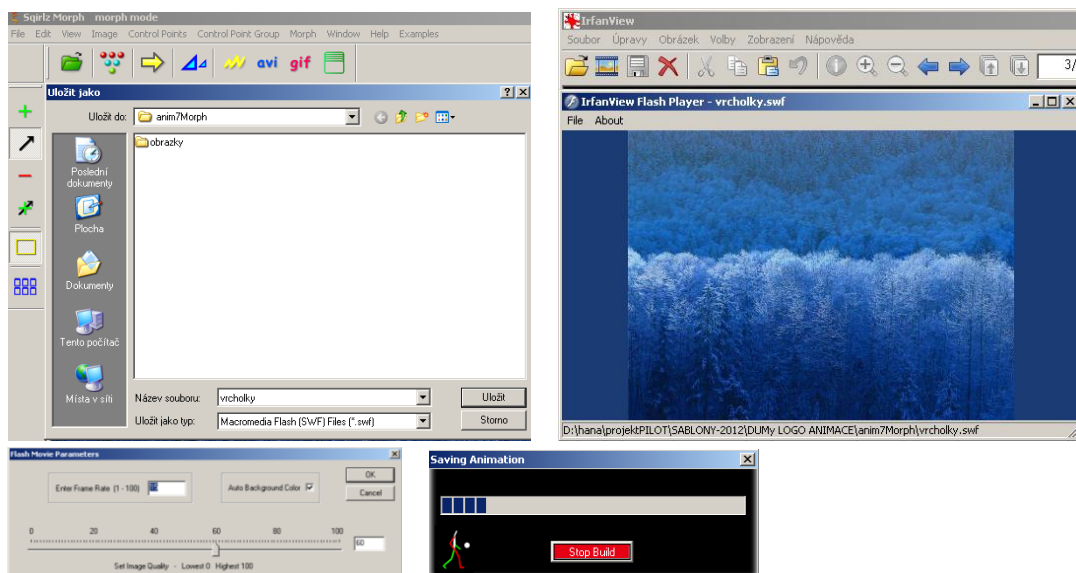 Sqirlz Morph morph mode
File Edit View Image Control Points Control Point Group Morph Window Help Examples
avi gif
Uložit jako
Uložit do: anim7Morph
obrazky
Poslední
dokumenty
Plocha
Dokumenty
Tento počítač
Místa v síti
Název souboru: vrcholky Uložit
Uložit jako typ: Macromedia Flash (SWF) Files (*.swf) Storno
IrfanView
Soubor Úpravy Obrázek Volby Zobrazení Nápověda
3/
IrfanView Flash Player - vrcholky.swf
File About
D:\hana\projektPILOT\SABLONY-2012\DUMy LOGO ANIMACE\anim7Morph\vrcholky.swf
Flash Movie Parameters
OK
Enter Frame Rate (1 - 100) Auto Background Color
Cancel
0 20 40 60 80 100
60
Set Image Quality - Lowest 0 Highest 100
Saving Animation
Stop Build